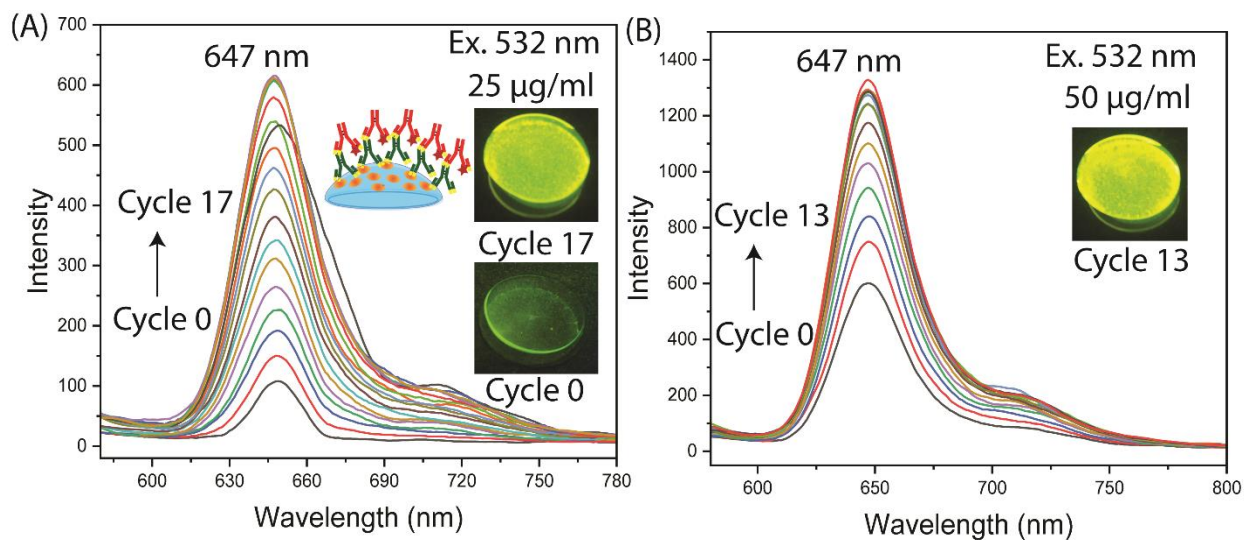 (A)
647 nm
Ex. 532 nm
25 µg/ml
Cycle 17
Cycle 0
Cycle 17
Cycle 0
Intensity
700
600
500
400
300
200
100
0
600
630
660
690
720
750
780
Wavelength (nm)
(B)
647 nm
Ex. 532 nm
50 µg/ml
Cycle 13
Cycle 0
Cycle 13
Intensity
1400
1200
1000
800
600
400
200
0
600
650
700
750
800
Wavelength (nm)